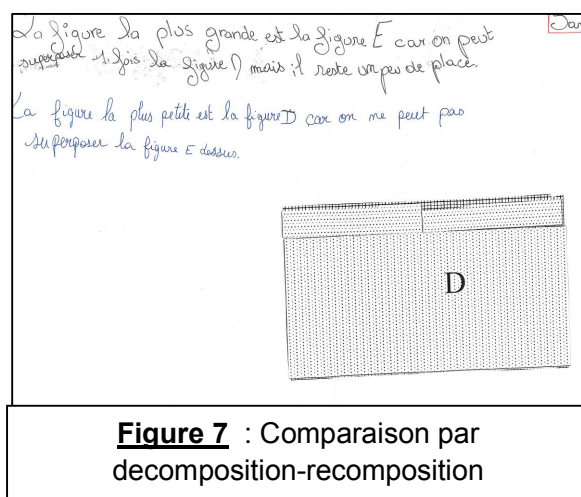 La figure la plus grande est la figure E car on peut
superposer 1 fois la figure D mais il reste un peu de place.
La figure la plus petite est la figure D car on ne peut pas
superposer la figure E dessus.
D
Figure 7 : Comparaison par
decomposition-recomposition